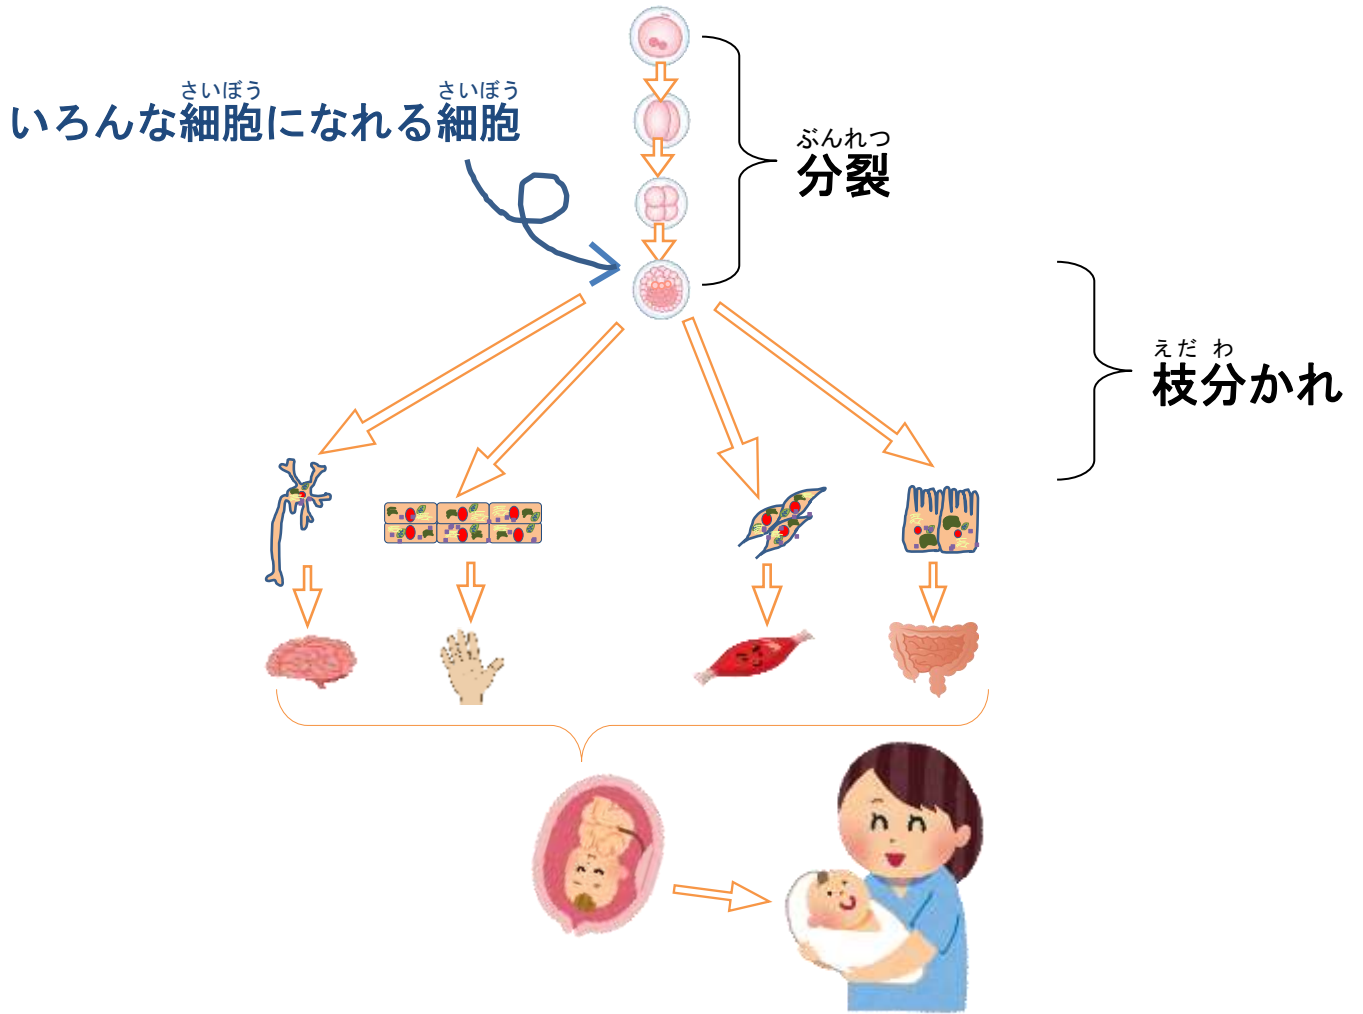 さいぼう さいぼう
いろんな細胞になれる細胞
ぶんれつ
分裂
えだ わ
枝分かれ